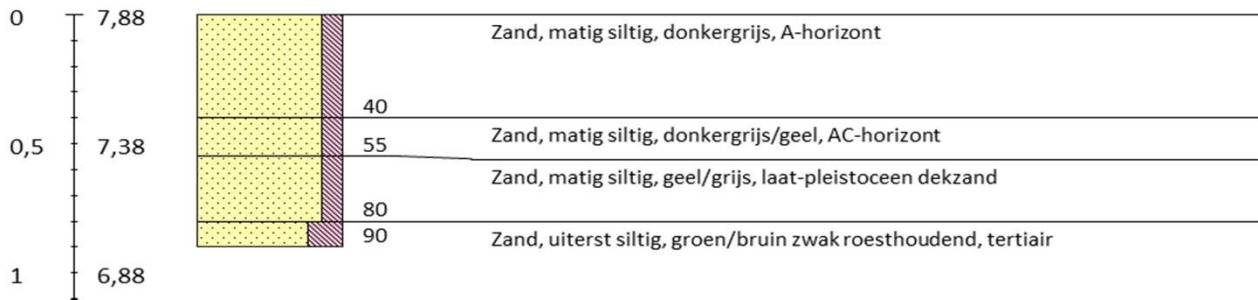 0 7,88 Zand, matig siltig, donkergrijs, A-horizont
40
0,5 7,38 Zand, matig siltig, donkergrijs/geel, AC-horizont
55
Zand, matig siltig, geel/grijs, laat-pleistoceen dekzand
80
90 Zand, uiterst siltig, groen/bruin zwak roesthoudend, tertiair
1 6,88